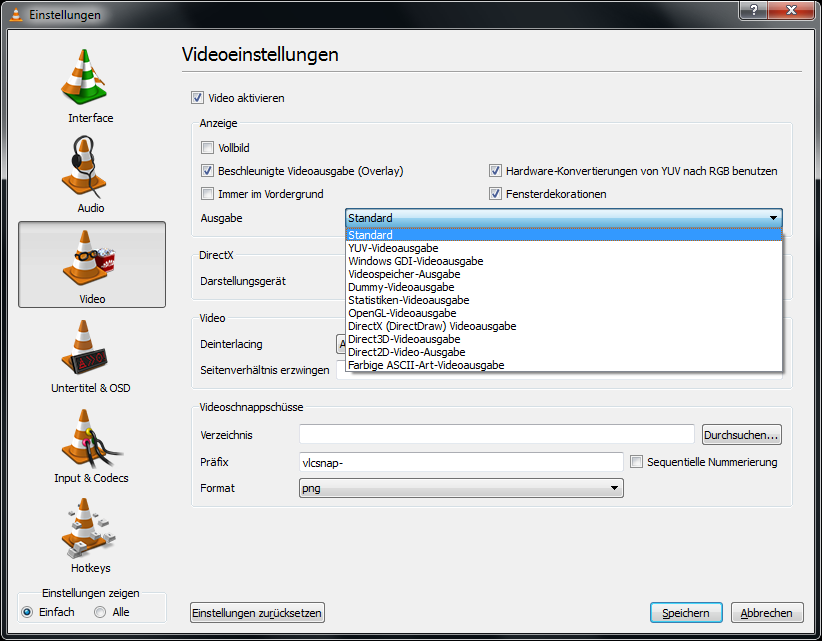 Einstellungen
?
Interface
Audio
Video
Untertitel & OSD
Input & Codecs
Hotkeys
Einstellungen zeigen
Einfach
Alle
Videoeinstellungen
Video aktivieren
Anzeige
Vollbild
Beschleunigte Videoausgabe (Overlay)
Hardware-Konvertierungen von YUV nach RGB benutzen
Immer im Vordergrund
Fensterdekorationen
Ausgabe
Standard
Standard
YUV-Videoausgabe
Windows GDI-Videoausgabe
Videospeicher-Ausgabe
Dummy-Videoausgabe
Statistiken-Videoausgabe
OpenGL-Videoausgabe
DirectX (DirectDraw) Videoausgabe
Direct3D-Videoausgabe
Direct2D-Video-Ausgabe
Farbige ASCII-Art-Videoausgabe
DirectX
Darstellungsgerät
Video
Deinterlacing
Seitenverhältnis erzwingen
Videoschnappschüsse
Verzeichnis
Durchsuchen...
Präfix
vlcsnap-
Sequentielle Nummerierung
Format
png
Einstellungen zurücksetzen
Speichern
Abbrechen